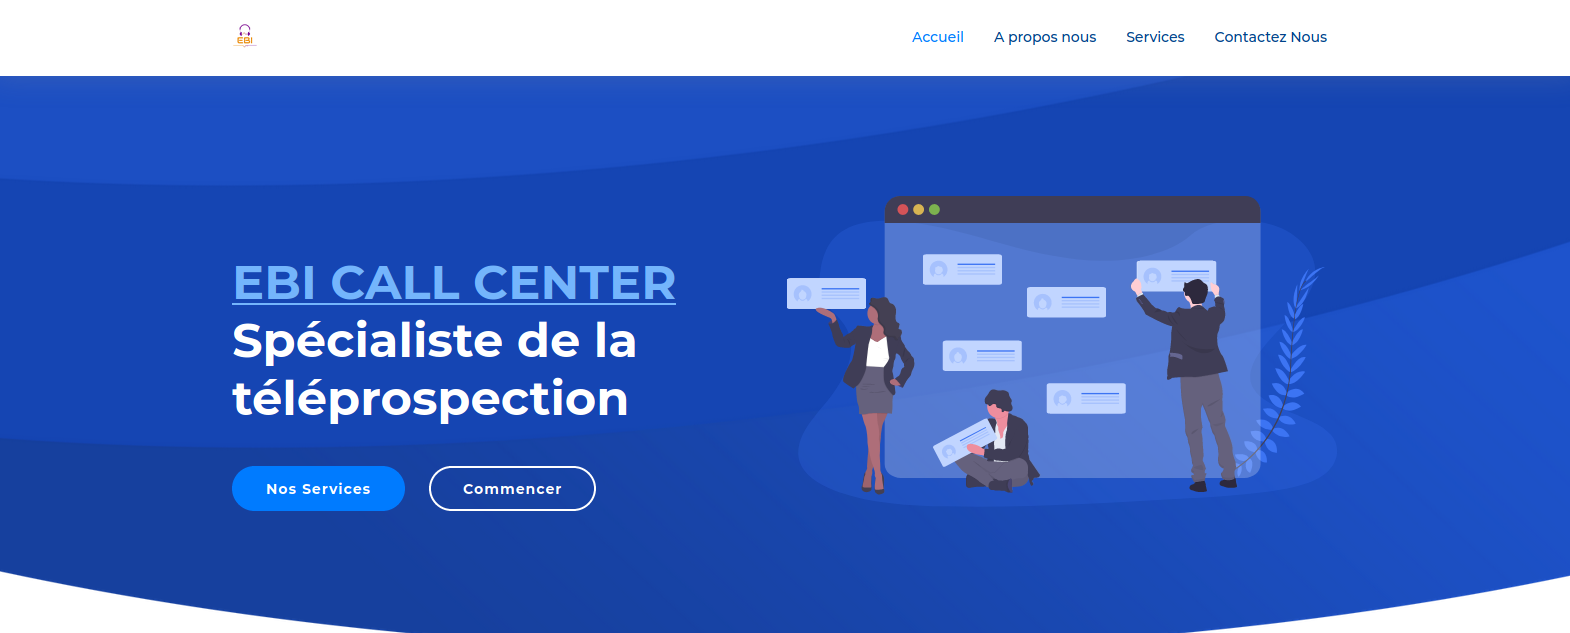 EBI
Accueil
A propos nous
Services
Contactez Nous
EBI CALL CENTER
Spécialiste de la
téléprospection
Nos Services
Commencer